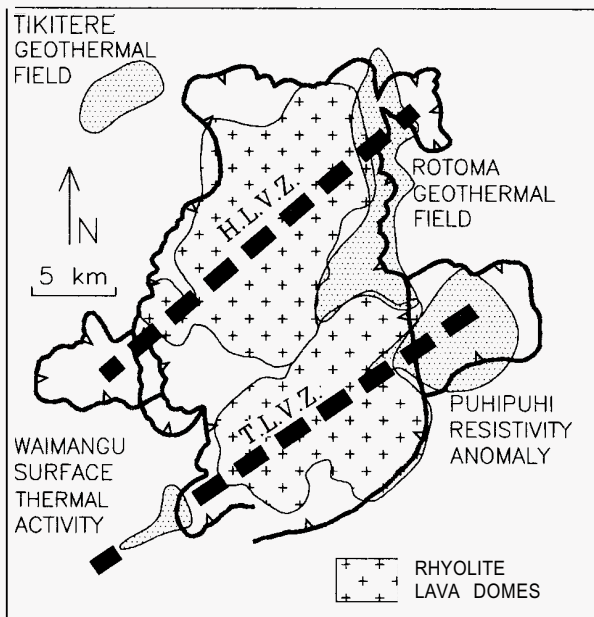 TIKITERE
GEOTHERMAL
FIELD
N
5 km
H.L.V.Z.
ROTOMA
GEOTHERMAL
FIELD
T.L.V.Z.
WAIMANGU
SURFACE
THERMAL
ACTIVITY
PUHIPUHI
RESISTIVITY
ANOMALY
RHYOLITE
LAVA DOMES